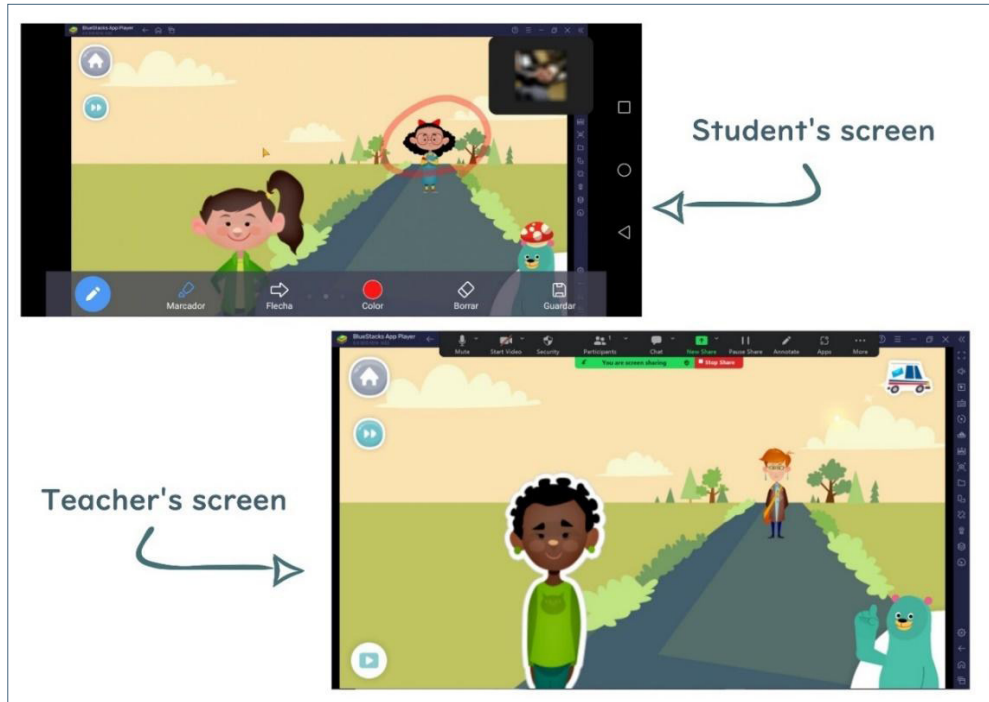 BlueStacks App Player
Student's screen
Marcador
Flecha
Color
Borrar
Guardar
BlueStacks App Player
Mute
Start Video
Security
Participants
1
Chat
New Share
Pause Share
Annotate
Apps
More
You are screen sharing
Stop Share
Teacher's screen